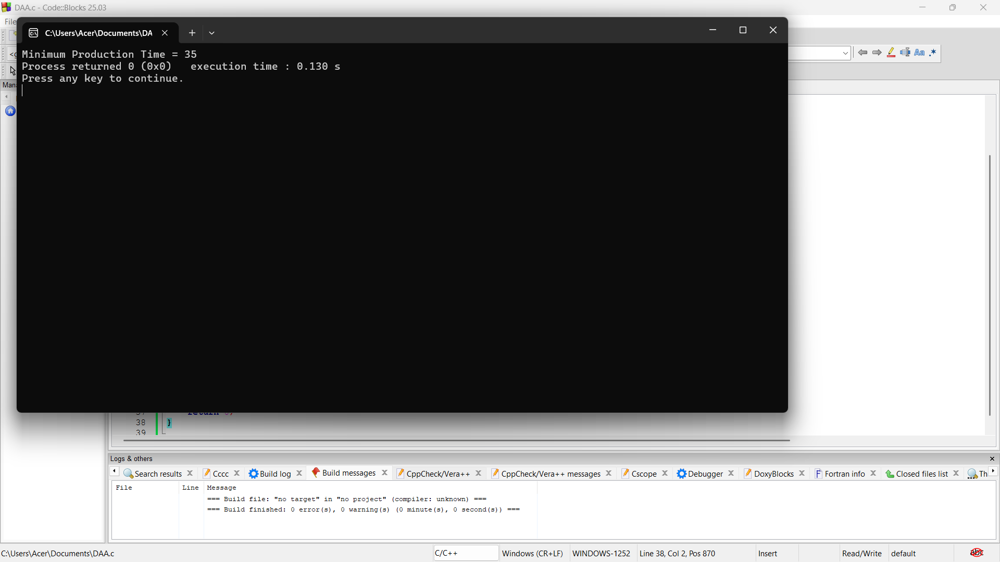 DAA.c - Code::Blocks 25.03
File
C:\Users\Acer\Documents\DA
Minimum Production Time = 35
Process returned 0 (0x0)   execution time : 0.130 s
Press any key to continue.
Aa
38 }
39
Logs & others
Search results
Cccc
Build log
Build messages
CppCheck/Vera++
CppCheck/Vera++ messages
Cscope
Debugger
DoxyBlocks
Fortran info
Closed files list
File Line Message
=== Build file: "no target" in "no project" (compiler: unknown) ===
=== Build finished: 0 error(s), 0 warning(s) (0 minute(s), 0 second(s)) ===
C:\Users\Acer\Documents\DAA.c C/C++ Windows (CR+LF) WINDOWS-1252 Line 38, Col 2, Pos 870 Insert Read/Write default abc